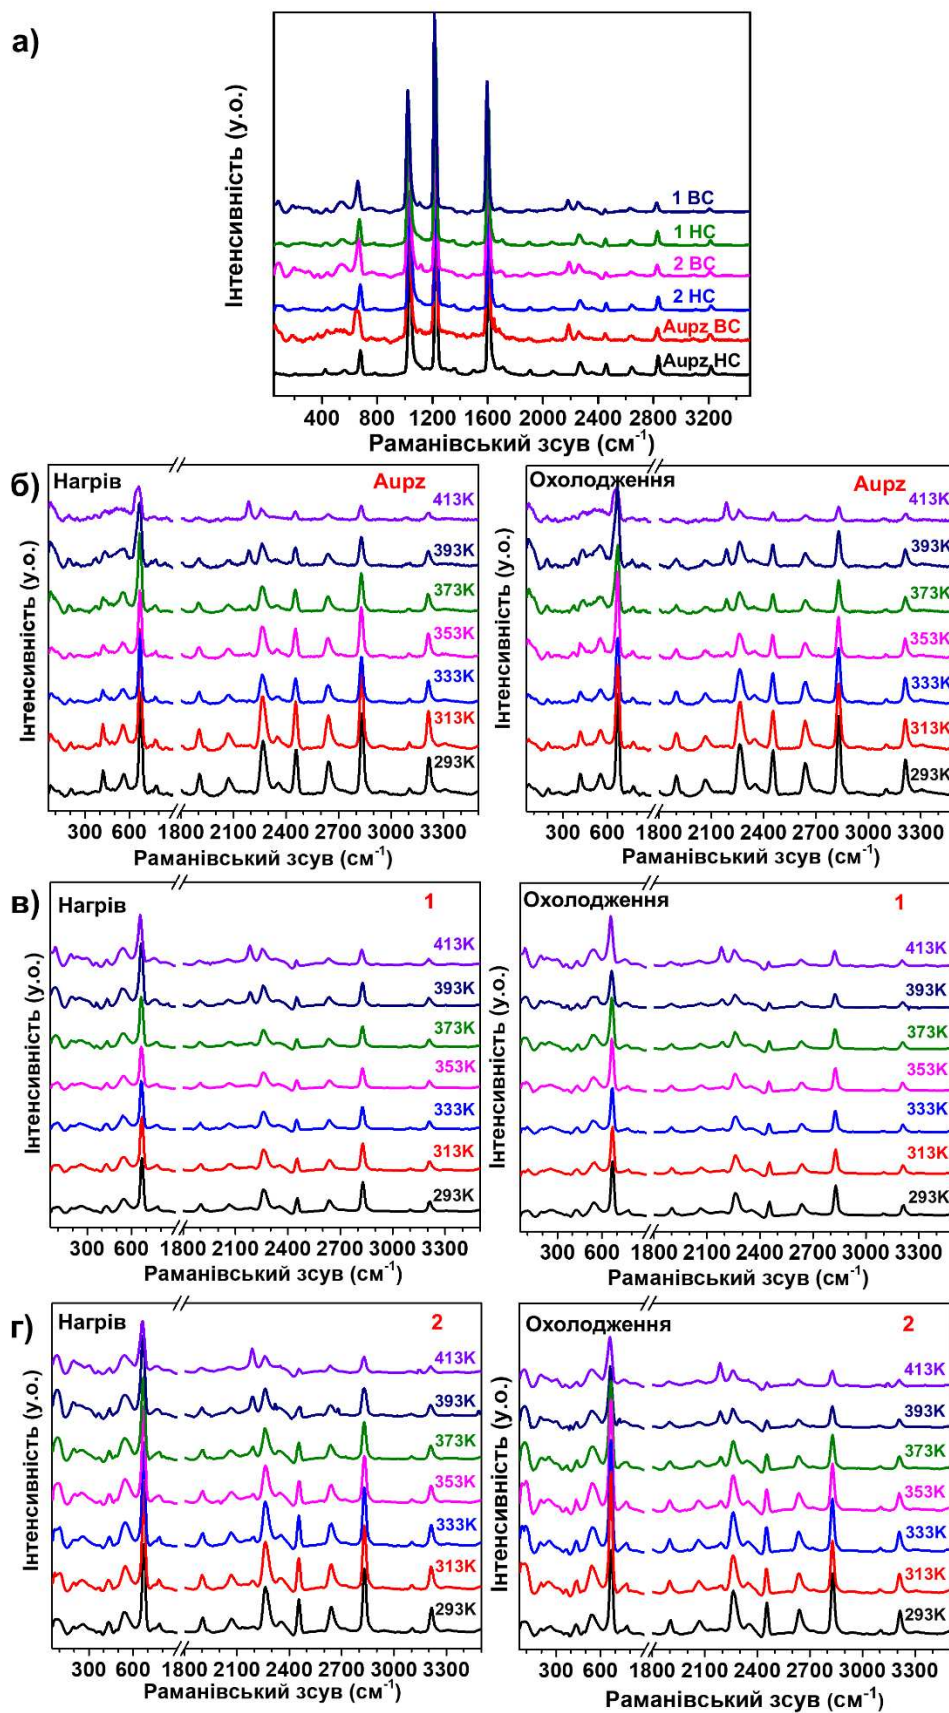 а)
Інтенсивність (у.о.)
1 ВС
1 НС
2 ВС
2 НС
Aupz ВС
Aupz НС
400 800 1200 1600 2000 2400 2800 3200
Раманівський зсув (см-1)
б)
Нагрів
Aupz
413K
393K
373K
353K
333K
313K
293K
Інтенсивність (у.о.)
300 600 1800 2100 2400 2700 3000 3300
Раманівський зсув (см-1)
Охолодження
Aupz
413K
393K
373K
353K
333K
313K
293K
Інтенсивність (у.о.)
300 600 1800 2100 2400 2700 3000 3300
Раманівський зсув (см-1)
в)
Нагрів
1
413K
393K
373K
353K
333K
313K
293K
Інтенсивність (у.о.)
300 600 1800 2100 2400 2700 3000 3300
Раманівський зсув (см-1)
Охолодження
1
413K
393K
373K
353K
333K
313K
293K
Інтенсивність (у.о.)
300 600 1800 2100 2400 2700 3000 3300
Раманівський зсув (см-1)
г)
Нагрів
2
413K
393K
373K
353K
333K
313K
293K
Інтенсивність (у.о.)
300 600 1800 2100 2400 2700 3000 3300
Раманівський зсув (см-1)
Охолодження
2
413K
393K
373K
353K
333K
313K
293K
Інтенсивність (у.о.)
300 600 1800 2100 2400 2700 3000 3300
Раманівський зсув (см-1)